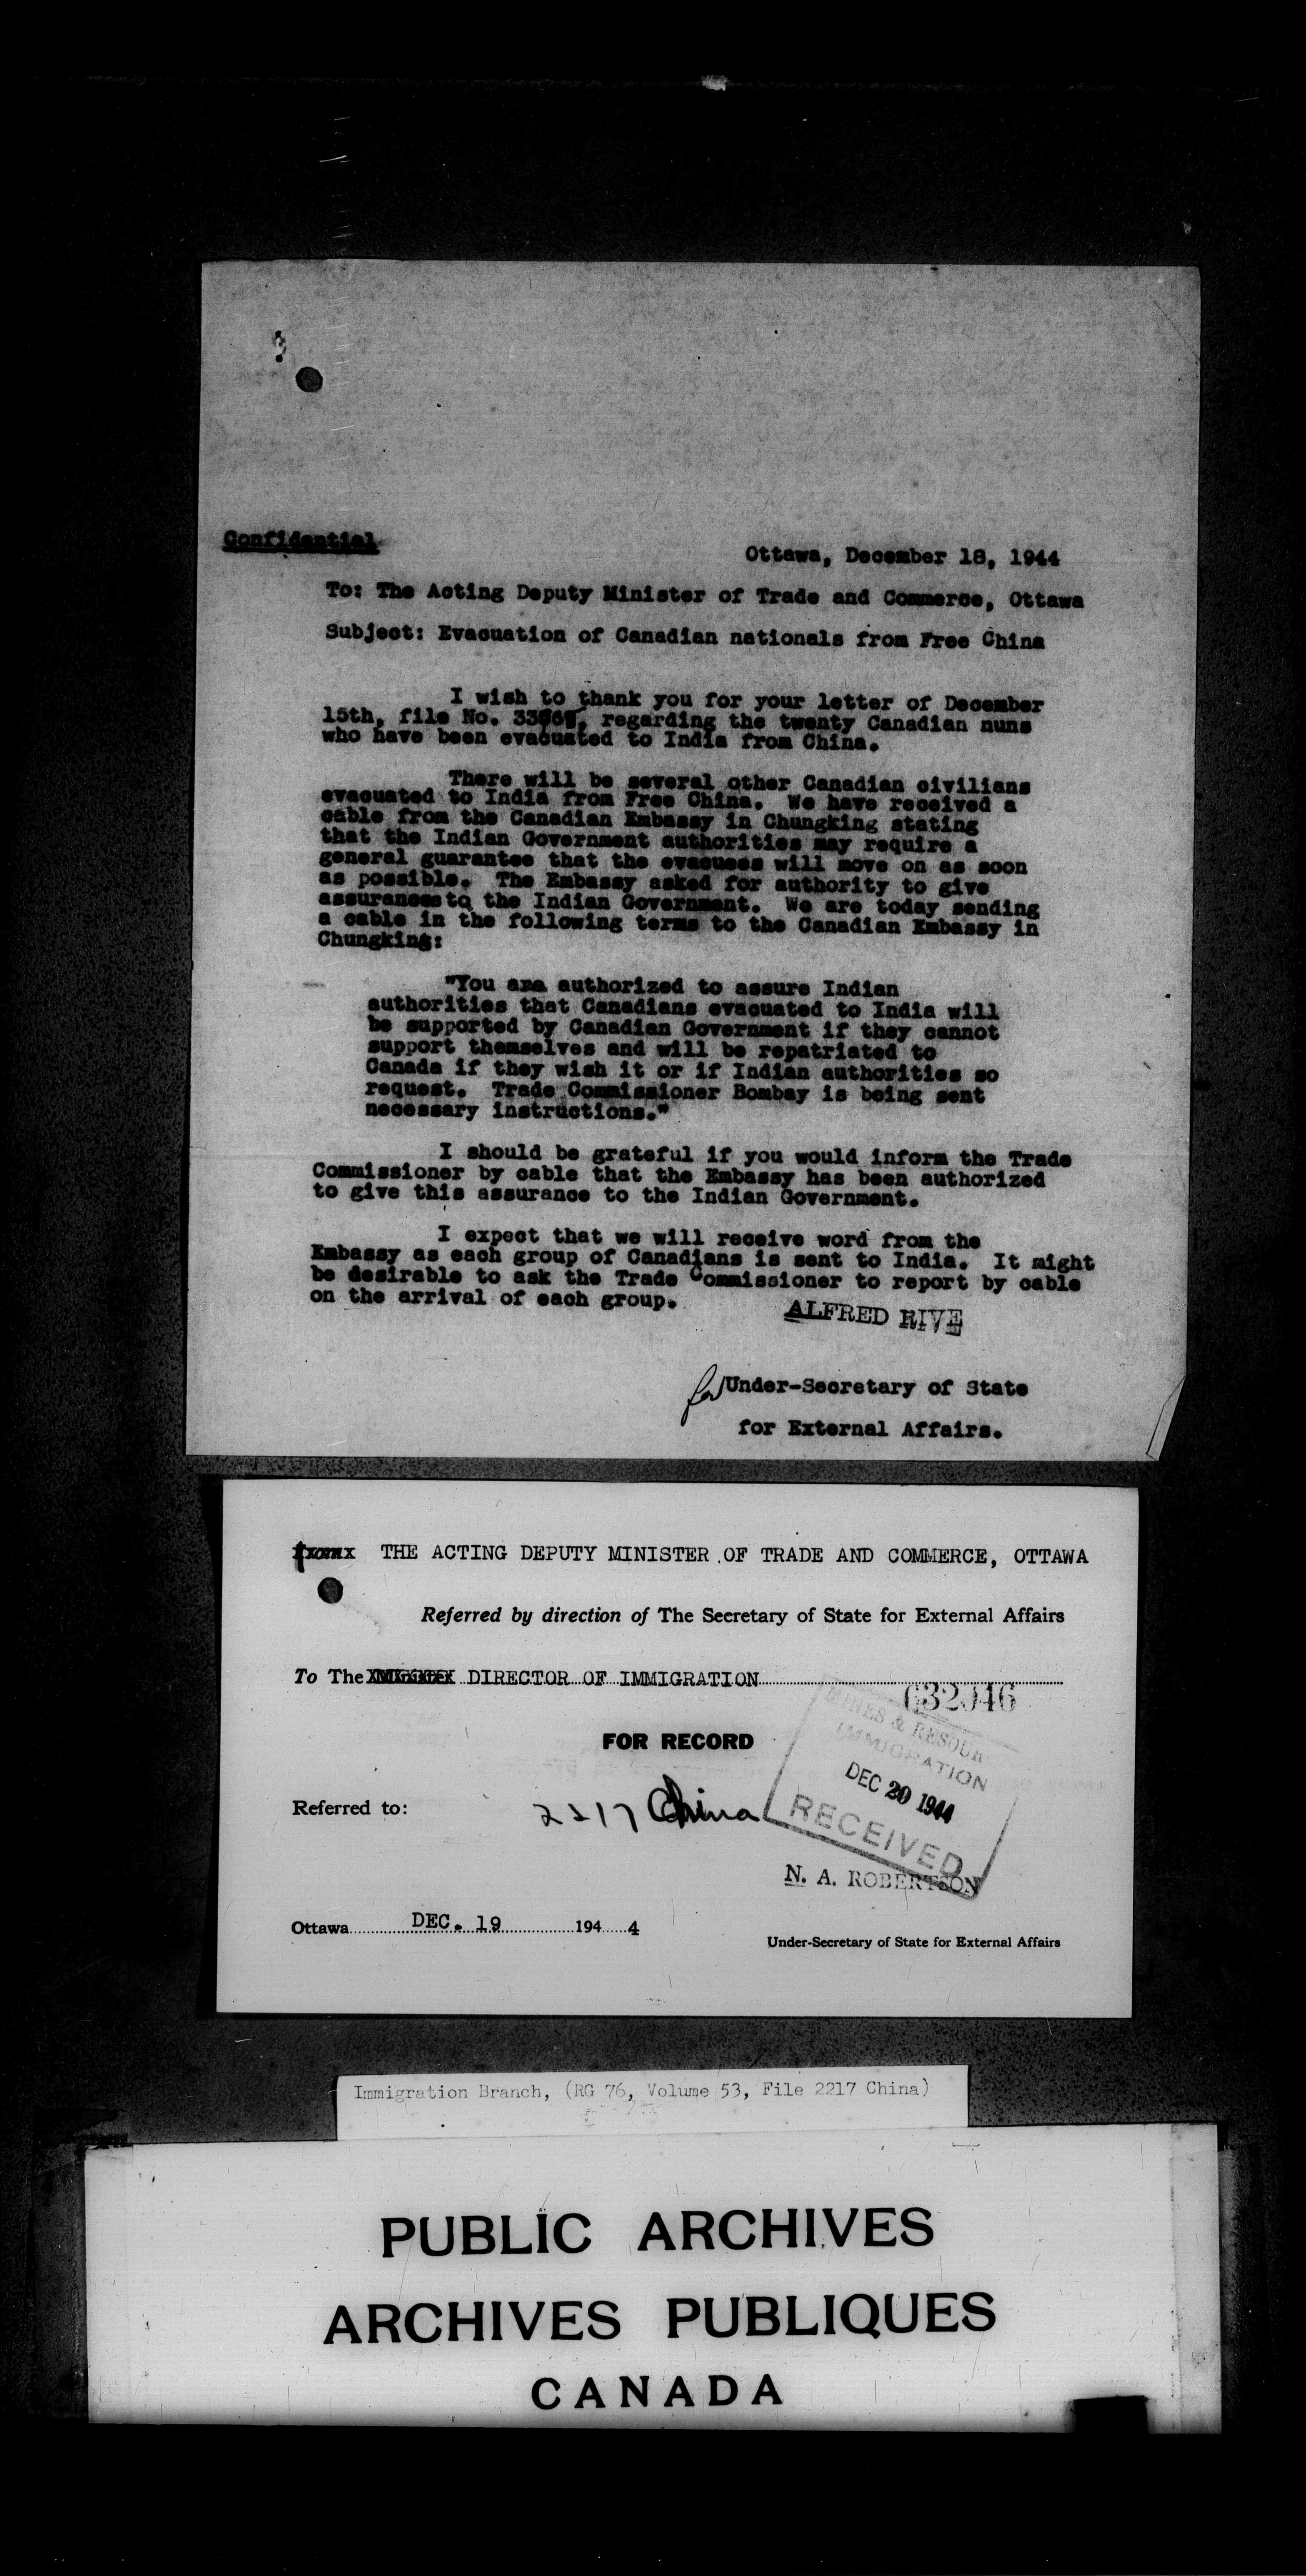 Confidential
Ottawa, December 18, 1944
To: The Acting Deputy Minister of Trade and Commerce, Ottawa
Subject: Evacuation of Canadian nationals from Free China
I wish to thank you for your letter of December
15th, file No. regarding the twenty Canadian nuns
who have been evacuated to India from China.
There will be several other Canadian civilians
evacuated to India from Free China. We have received a
cable from the Canadian Embassy in Chungking stating
that the Indian Government authorities may require a
general guarantee that the evacuees will move on as soon
as possible. The Embassy asked for authority to give
assurances to the Indian Government. We are today sending
a cable in the following terms to the Canadian Embassy in
Chungking:
"You are authorized to assure Indian
authorities that Canadians evacuated to India will
be supported by Canadian Government if they cannot
support themselves and will be repatriated to
Canada if they wish it or if Indian authorities so
request. Trade Commissioner Bombay is being sent
necessary instructions."
I should be grateful if you would inform the Trade
Commissioner by cable that the Embassy has been authorized
to give this assurance to the Indian Government.
I expect that we will receive word from the
Embassy as each group of Canadians is sent to India. It might
be desirable to ask the Trade Commissioner to report by cable
on the arrival of each group.
ALFRED RIVE
for Under-Secretary of State
for External Affairs.
THE ACTING DEPUTY MINISTER OF TRADE AND COMMERCE, OTTAWA
Referred by direction of The Secretary of State for External Affairs
To The DIRECTOR OF IMMIGRATION
632046
MINES & RESOUR
IMMIGRATION
DEC 20 1944
RECEIVED
FOR RECORD
Referred to: 2217 China
N. A. ROBERTSON
Ottawa DEC. 19 194 4
Under-Secretary of State for External Affairs
Immigration Branch, (RG 76, Volume 53, File 2217 China)
PUBLIC ARCHIVES
ARCHIVES PUBLIQUES
CANADA